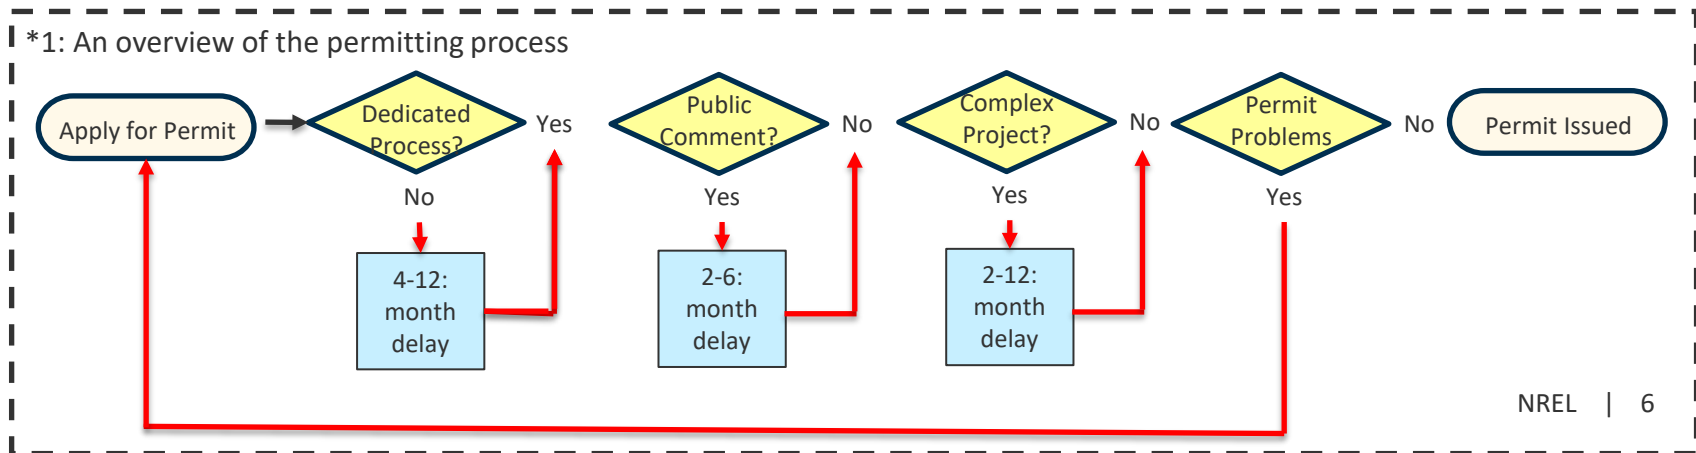 *1: An overview of the permitting process
Apply for Permit
Dedicated
Process?
Yes
No
4-12:
month
delay
Public
Comment?
No
Yes
2-6:
month
delay
Complex
Project?
No
Yes
2-12:
month
delay
Permit
Problems
No
Yes
Permit Issued
NREL | 6